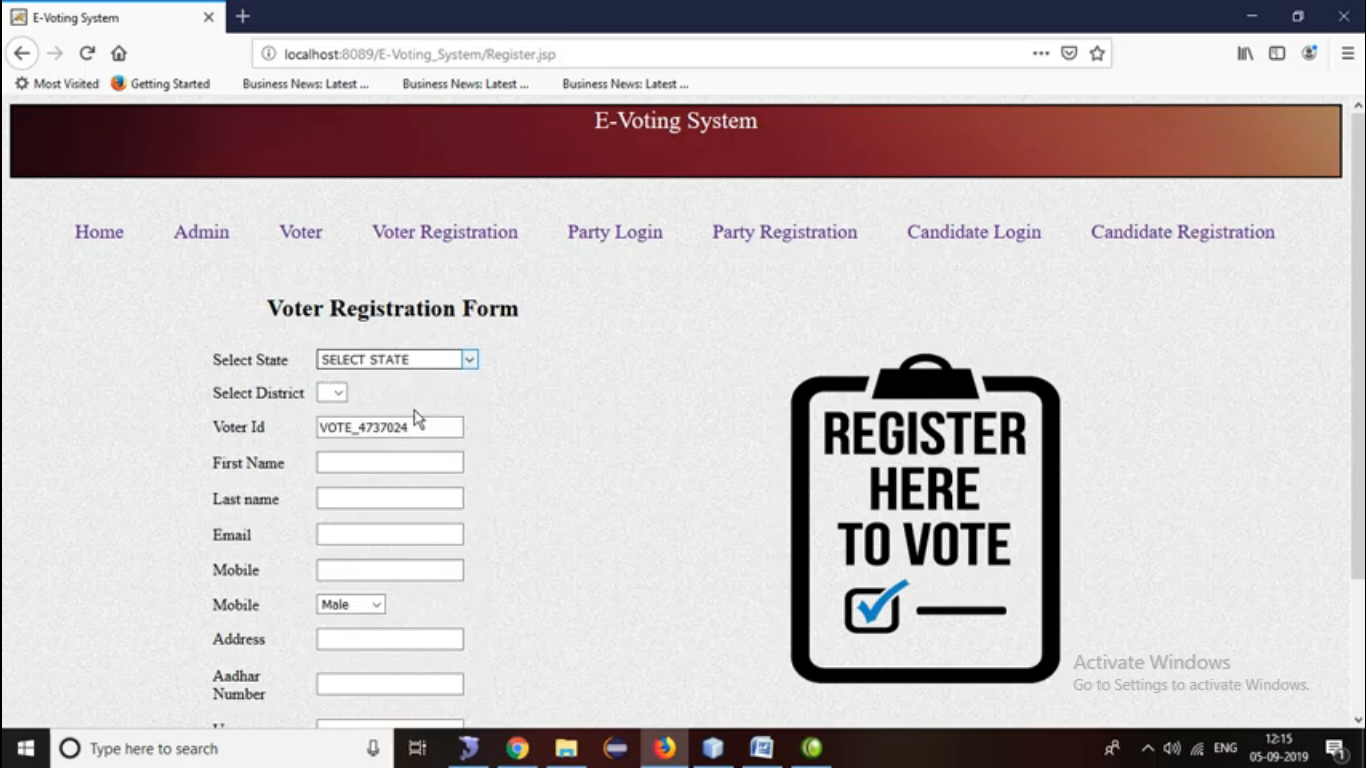 E-Voting System
localhost:8089/E-Voting_System/Register.jsp
Most Visited Getting Started Business News: Latest ... Business News: Latest ... Business News: Latest ...
E-Voting System
Home Admin Voter Voter Registration Party Login Party Registration Candidate Login Candidate Registration
Voter Registration Form
Select State SELECT STATE
Select District
Voter Id VOTE_4737024
First Name
Last name
Email
Mobile
Mobile Male
Address
Aadhar
Number
REGISTER
HERE
TO VOTE
Activate Windows
Go to Settings to activate Windows.
Type here to search
ENG
12:15
05-09-2019
1